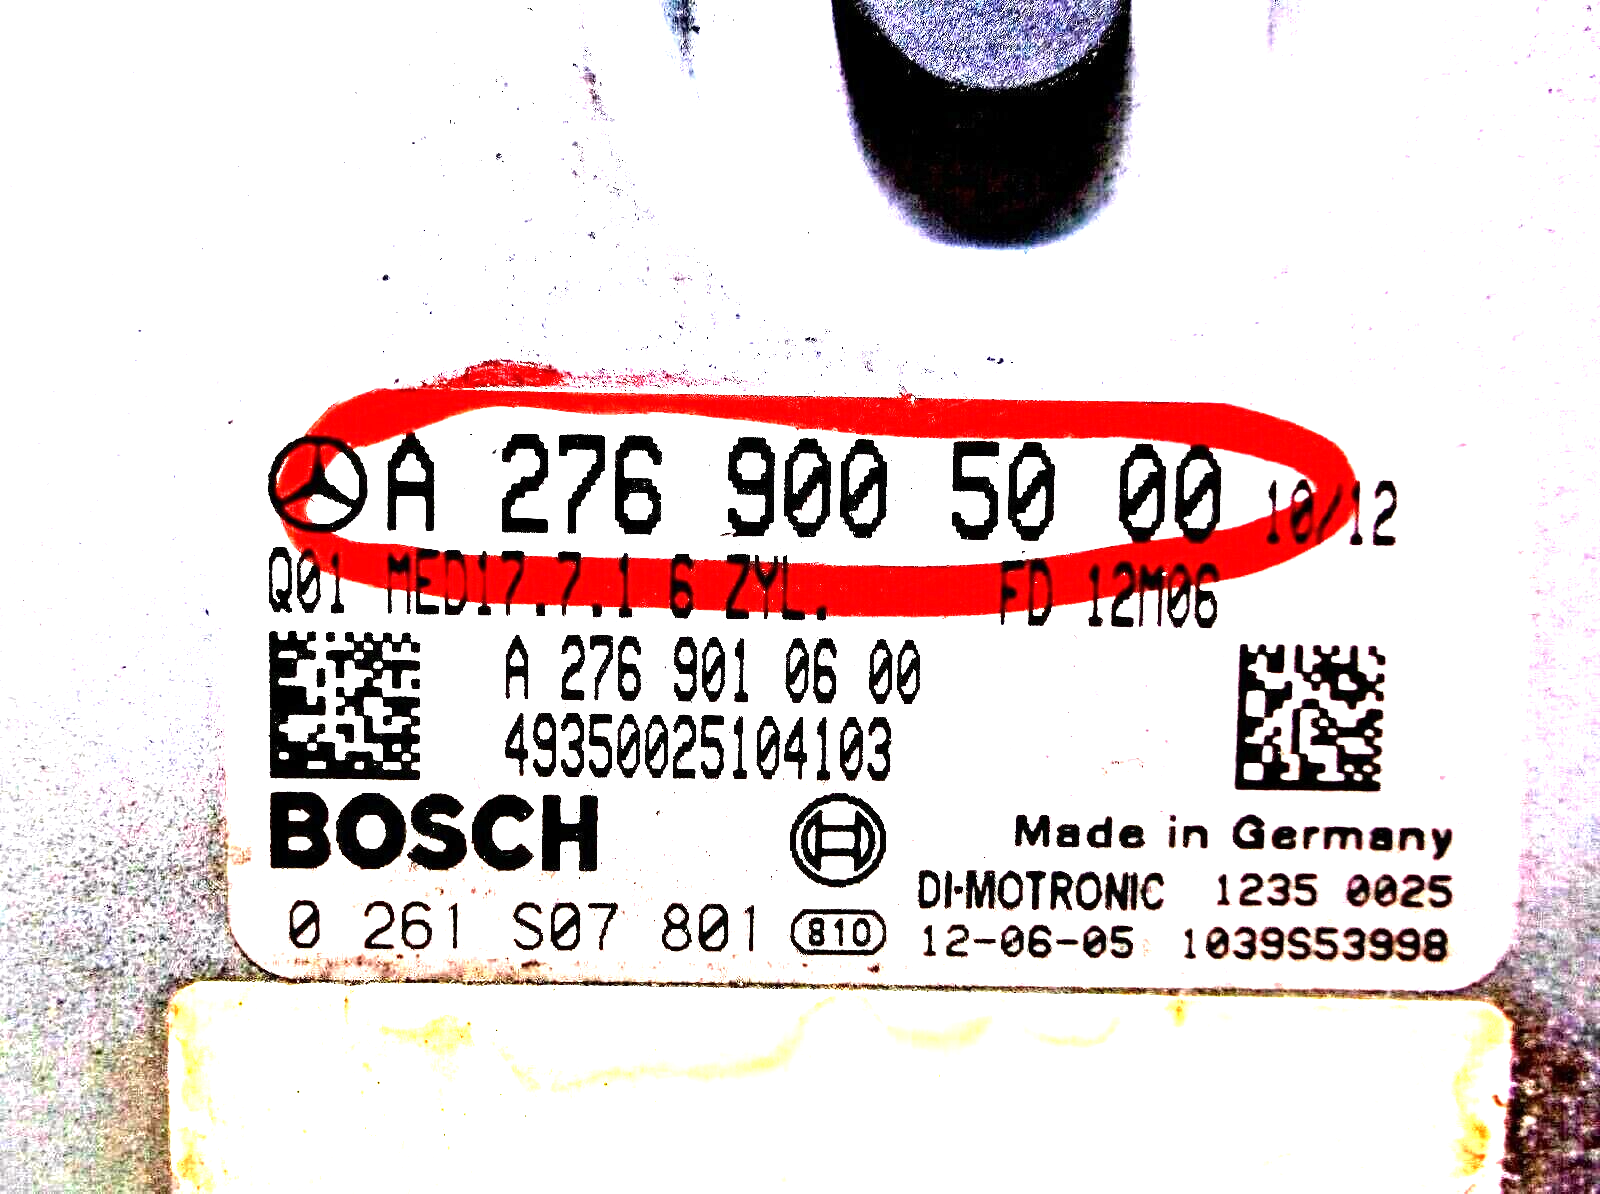 A 276 900 50 00 10/12
Q01 MED17.7.1 6 ZYL. FD 12M06
A 276 901 06 00
49350025104103
BOSCH
Made in Germany
DI-MOTRONIC 1235 0025
0 261 S07 801 810 12-06-05 1039S53998